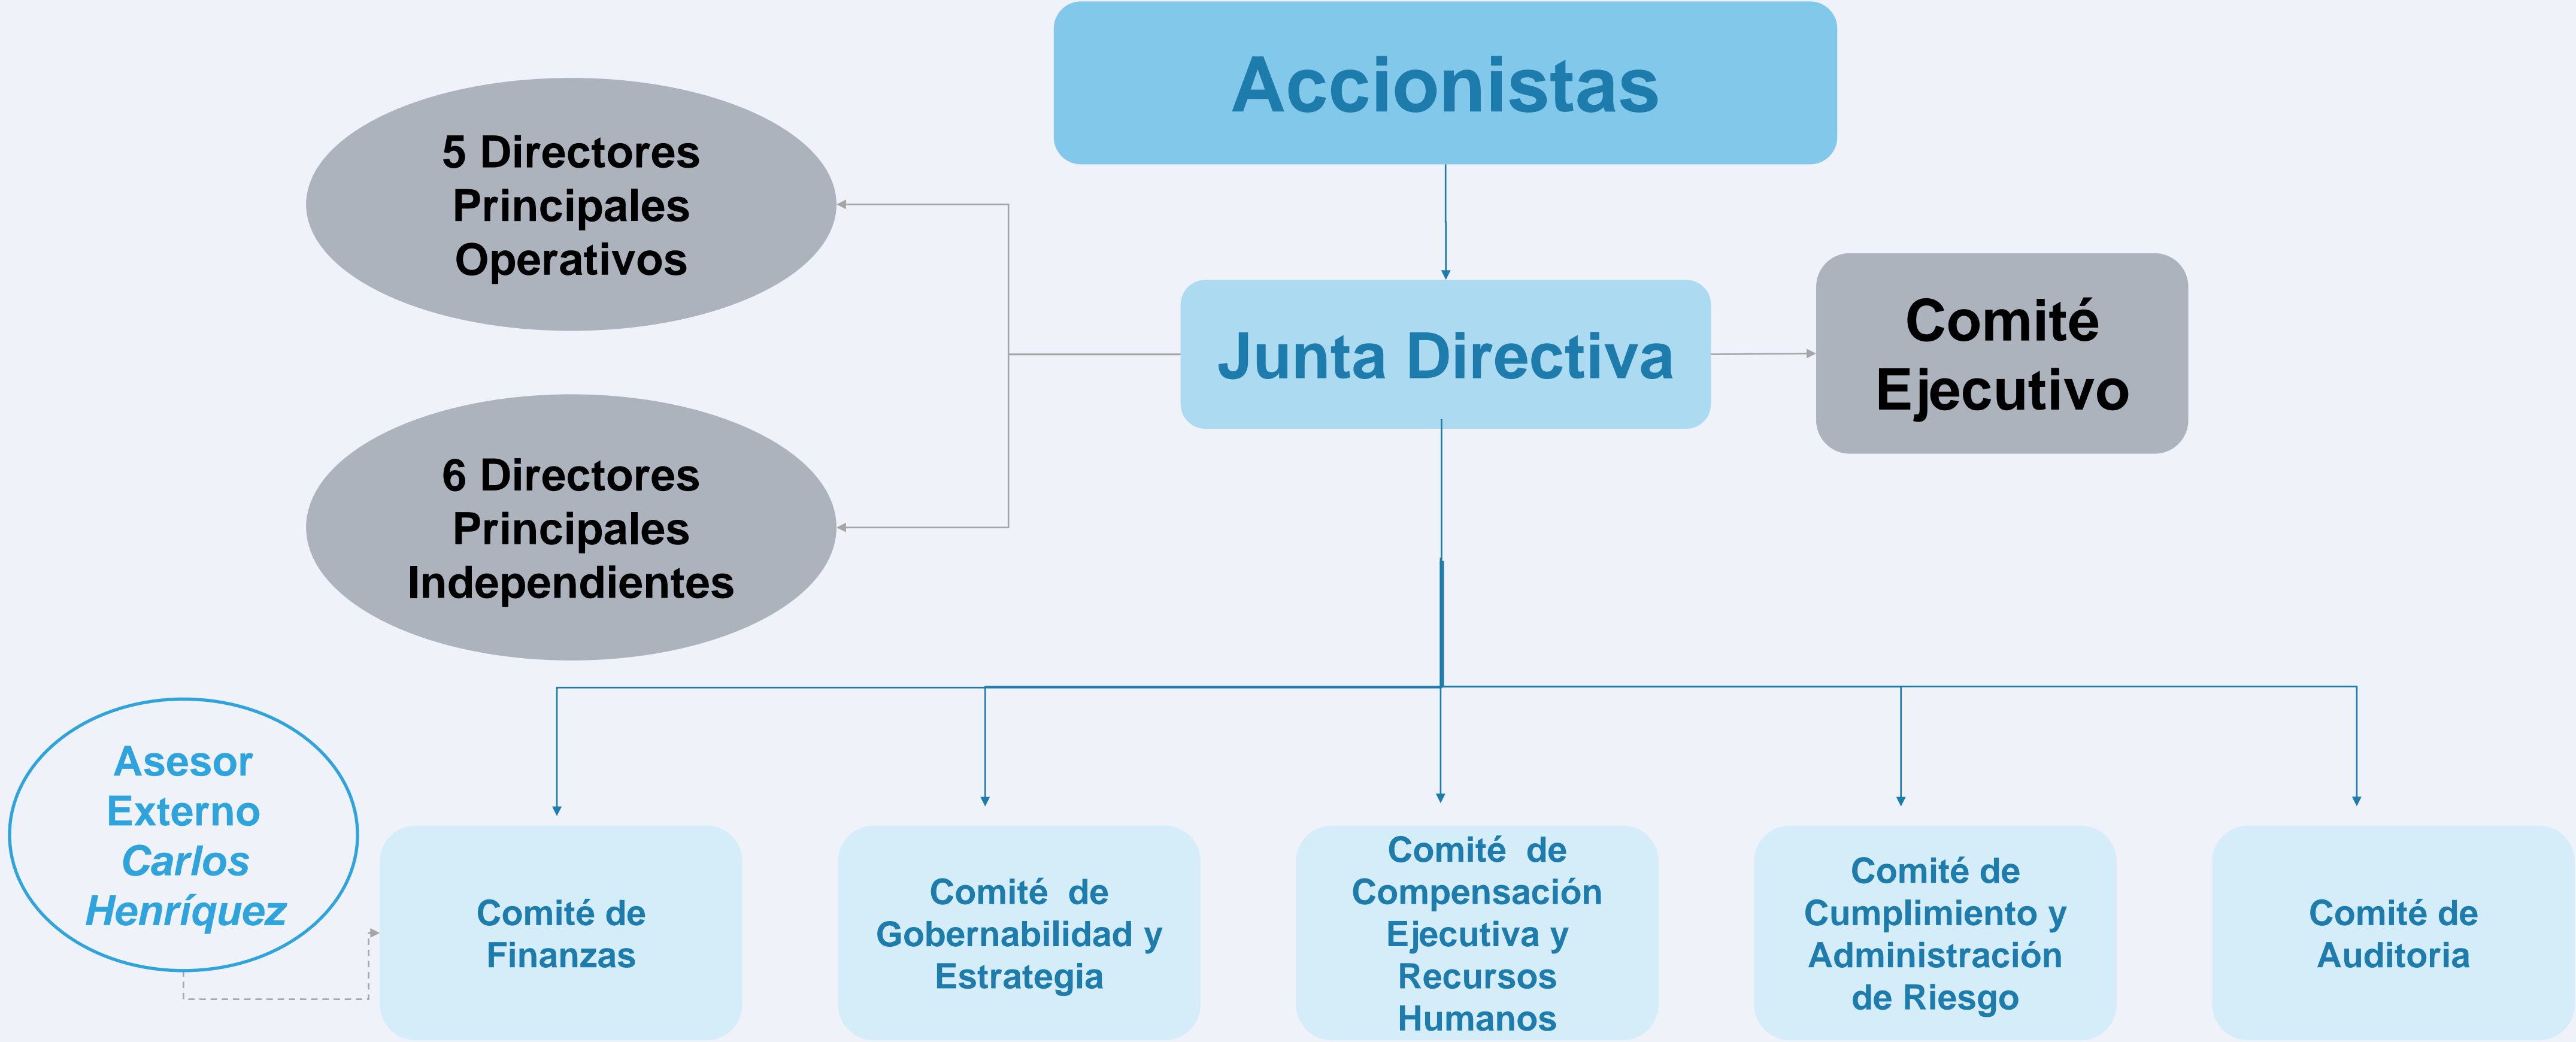 Accionistas
5 Directores
Principales
Operativos
Junta Directiva
Comité
Ejecutivo
6 Directores
Principales
Independientes
Asesor
Externo
Carlos
Henríquez
Comité de
Finanzas
Comité de
Gobernabilidad y
Estrategia
Comité de
Compensación
Ejecutiva y
Recursos
Humanos
Comité de
Cumplimiento y
Administración
de Riesgo
Comité de
Auditoria